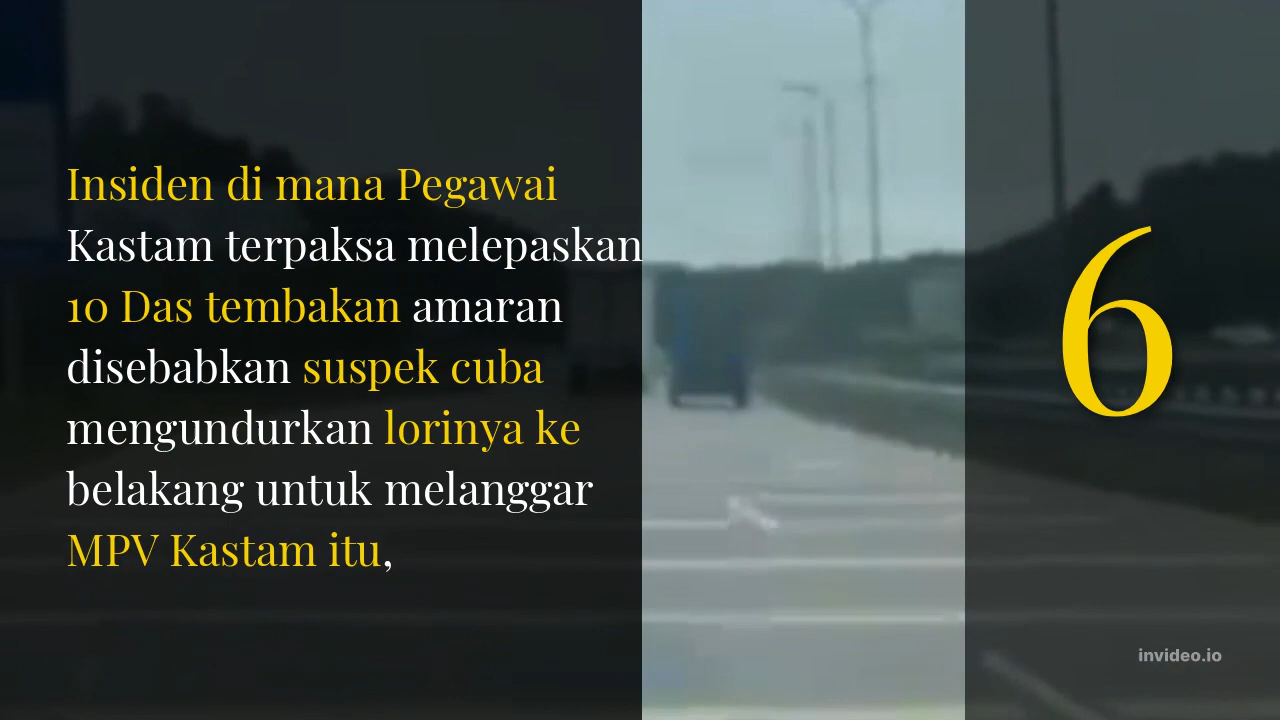 Insiden di mana Pegawai
Kastam terpaksa melepaskan
10 Das tembakan amaran
disebabkan suspek cuba
mengundurkan lorinya ke
belakang untuk melanggar
MPV Kastam itu,
6
invideo.io